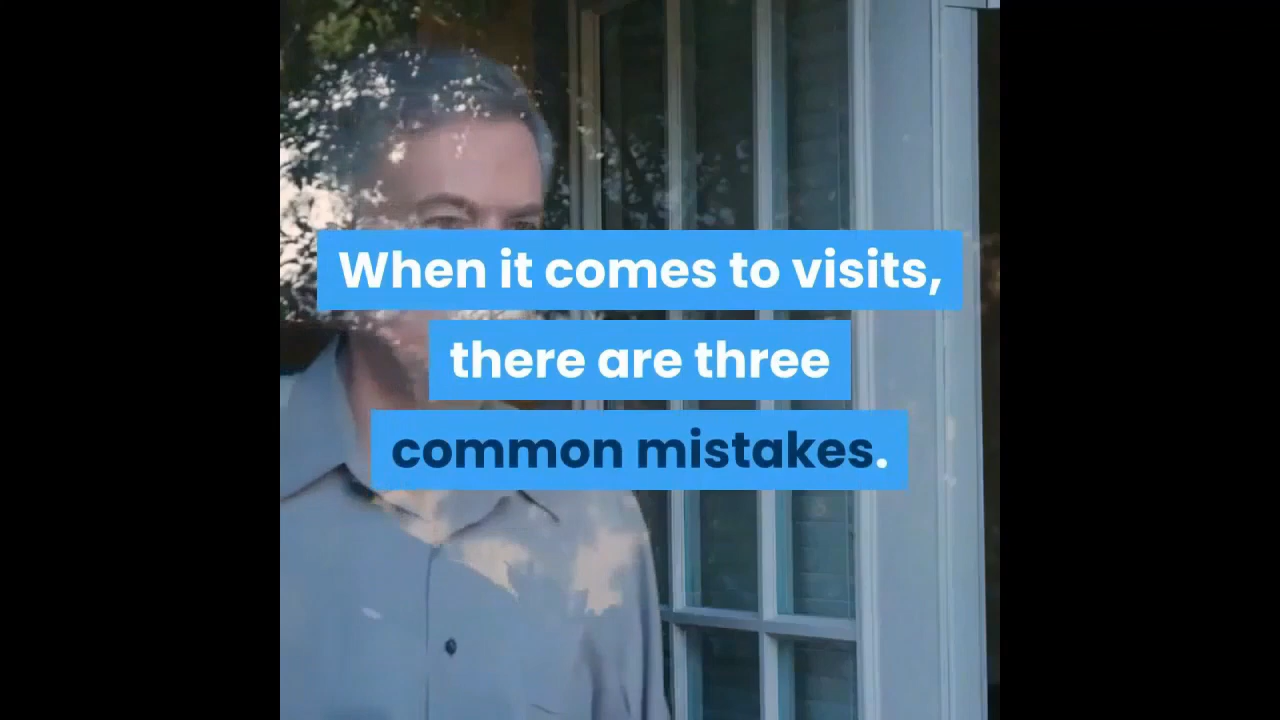 When it comes to visits,
there are three
common mistakes.